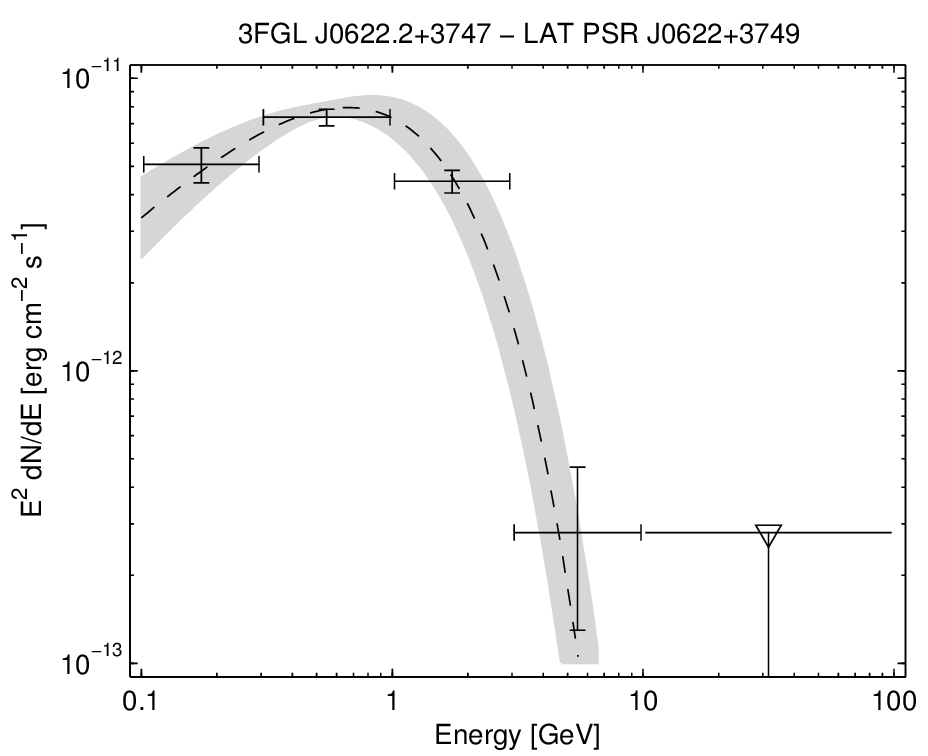 3FGL J0622.2+3747 − LAT PSR J0622+3749
10⁻¹¹
10⁻¹²
10⁻¹³
E² dN/dE [erg cm⁻² s⁻¹]
0.1 1 10 100
Energy [GeV]